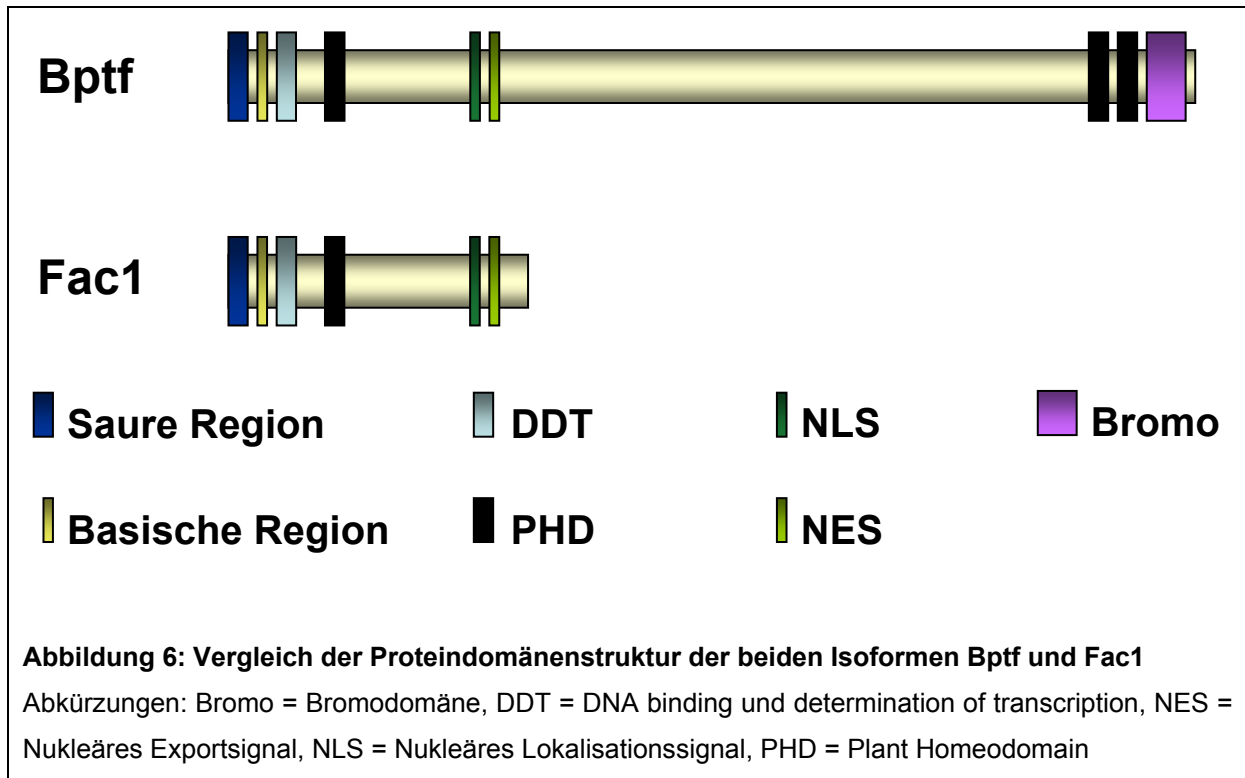 Bptf
Fac1
Saure Region DDT NLS Bromo
Basische Region PHD NES
Abbildung 6: Vergleich der Proteindomänenstruktur der beiden Isoformen Bptf und Fac1
Abkürzungen: Bromo = Bromodomäne, DDT = DNA binding und determination of transcription, NES =
Nukleäres Exportsignal, NLS = Nukleäres Lokalisationssignal, PHD = Plant Homeodomain